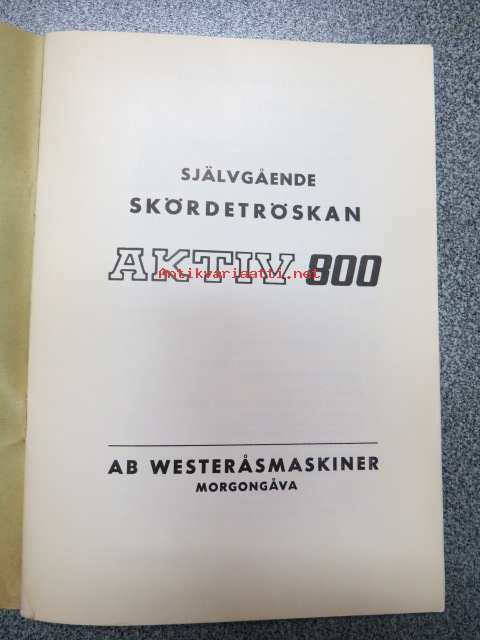 SJÄLVGÅENDE
SKÖRDETRÖSKAN
AKTIV 800
Antikvariaatti.net
AB WESTERÅSMASKINER
MORGONGÅVA